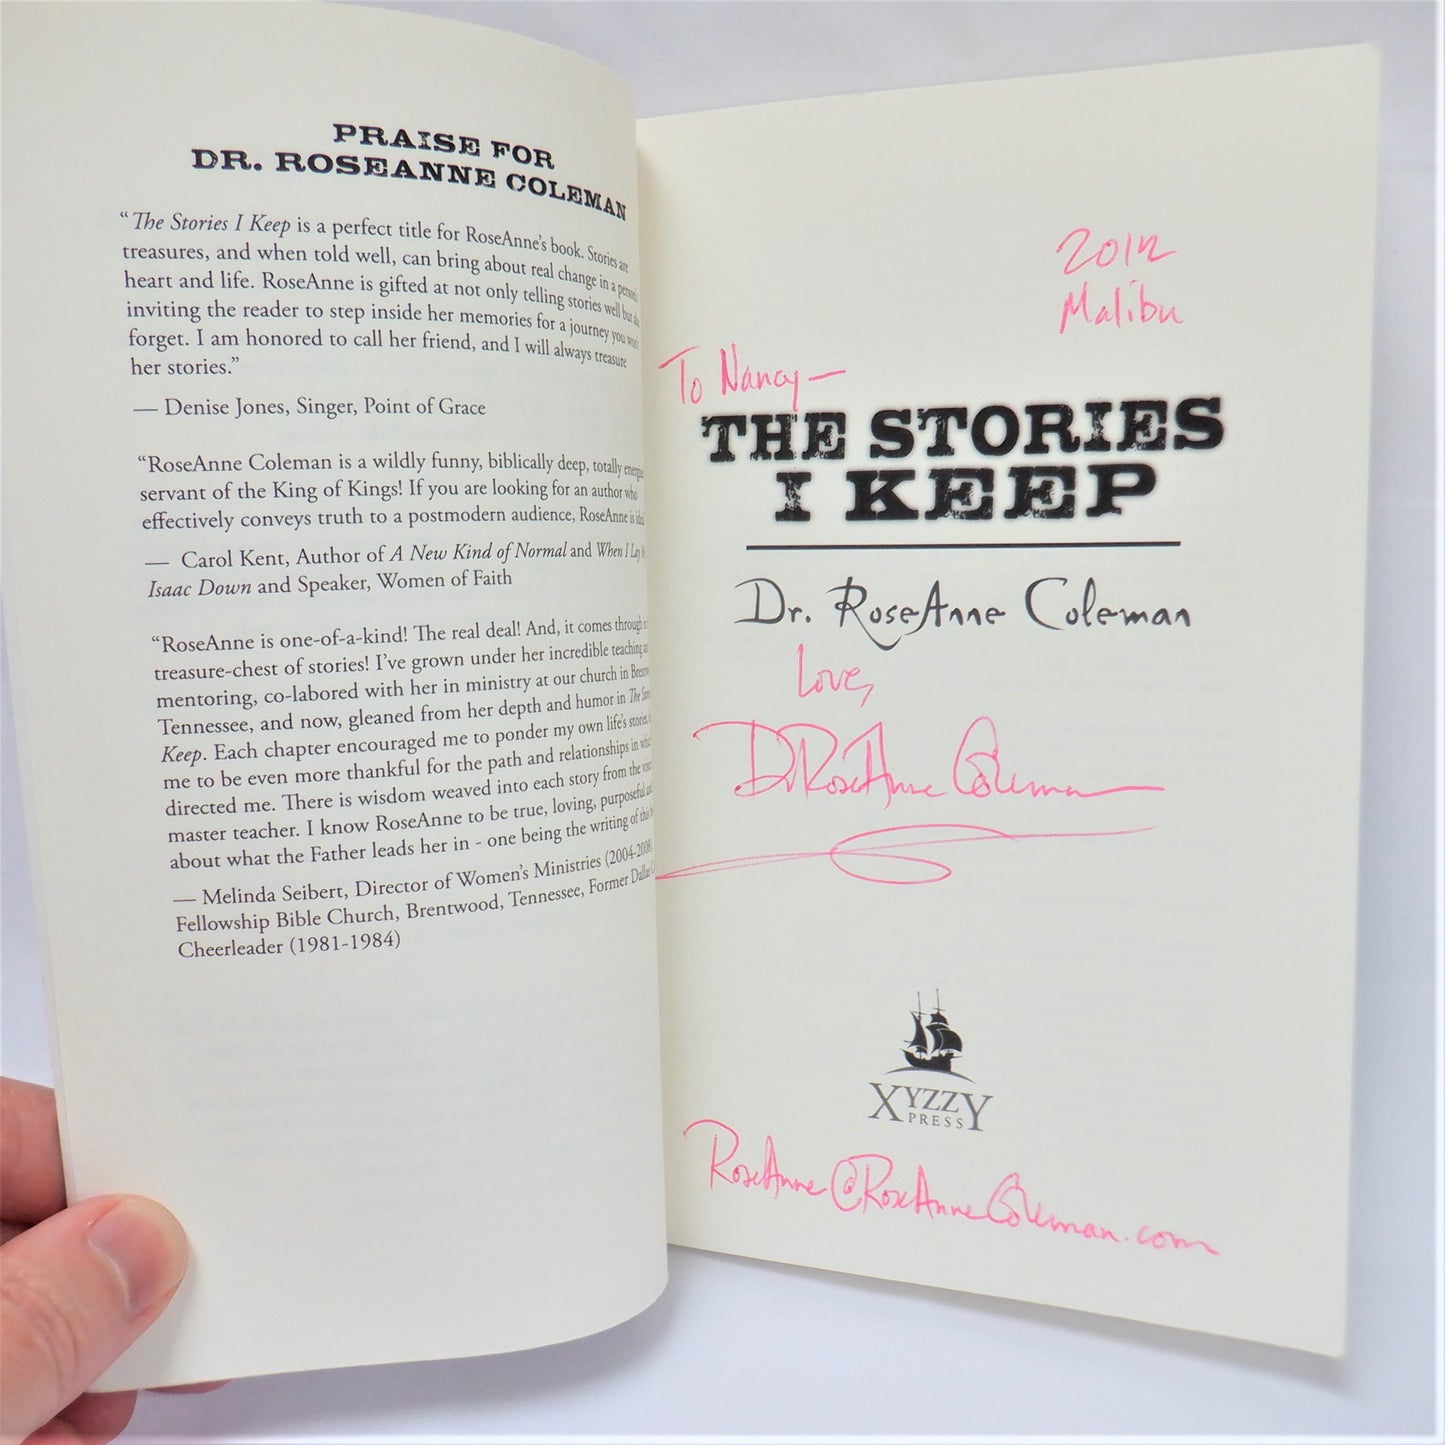 PRAISE FOR
DR. ROSEANNE COLEMAN
“The Stories I Keep is a perfect title for RoseAnne’s book. Stories are
treasures, and when told well, can bring about real change in a person's
heart and life. RoseAnne is gifted at not only telling stories well but also
inviting the reader to step inside her memories for a journey you won't
forget. I am honored to call her friend, and I will always treasure
her stories.”
— Denise Jones, Singer, Point of Grace
“RoseAnne Coleman is a wildly funny, biblically deep, totally
servant of the King of Kings! If you are looking for an author who
effectively conveys truth to a postmodern audience, RoseAnne is
— Carol Kent, Author of A New Kind of Normal and When I Lay My
Isaac Down and Speaker, Women of Faith
“RoseAnne is one-of-a-kind! The real deal! And, it comes through
treasure-chest of stories! I’ve grown under her incredible teaching
mentoring, co-labored with her in ministry at our church in
Tennessee, and now, gleaned from her depth and humor in The
Keep. Each chapter encouraged me to ponder my own life’s stories,
me to be even more thankful for the path and relationships in
directed me. There is wisdom weaved into each story from the
master teacher. I know RoseAnne to be true, loving, purposeful
about what the Father leads her in - one being the writing of this
— Melinda Seibert, Director of Women’s Ministries (2004-2008)
Fellowship Bible Church, Brentwood, Tennessee, Former Dallas
Cheerleader (1981-1984)
2012
Malibu
To Nancy —
THE STORIES
I KEEP
Dr. RoseAnne Coleman
Love,
Dr RoseAnne Coleman
XYZZY
PRESS
RoseAnne@RoseAnneColeman.com